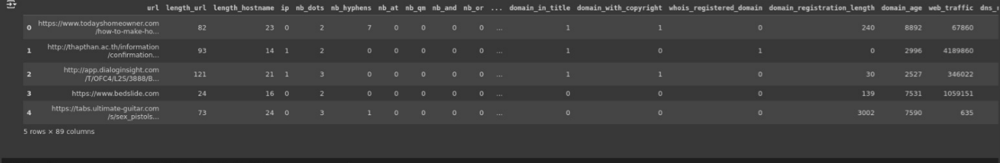 url length_url length_hostname ip nb_dots nb_hyphens nb_at nb_qm nb_and nb_or ... domain_in_title domain_with_copyright whois_registered_domain domain_registration_length domain_age web_traffic
0 https://www.todayshomeowner.com/how-to-make-ho... 82 23 0 2 7 0 0 0 0 ... 1 1 0 240 8892 67860
1 http://thapthan.ac.th/information/confirmation... 93 14 1 2 0 0 0 0 0 ... 1 0 1 0 2996 4189860
2 http://app.dialoginsight.com/T/OFC4/L2S/3888/B... 121 21 1 3 0 0 0 0 0 ... 1 1 0 30 2527 346022
3 https://www.bedslide.com 24 16 0 2 0 0 0 0 0 ... 0 0 0 139 7531 1059151
4 https://tabs.ultimate-guitar.com/s/sex_pistols... 73 24 0 3 1 0 0 0 0 ... 0 0 0 3002 7590 635
5 rows × 89 columns